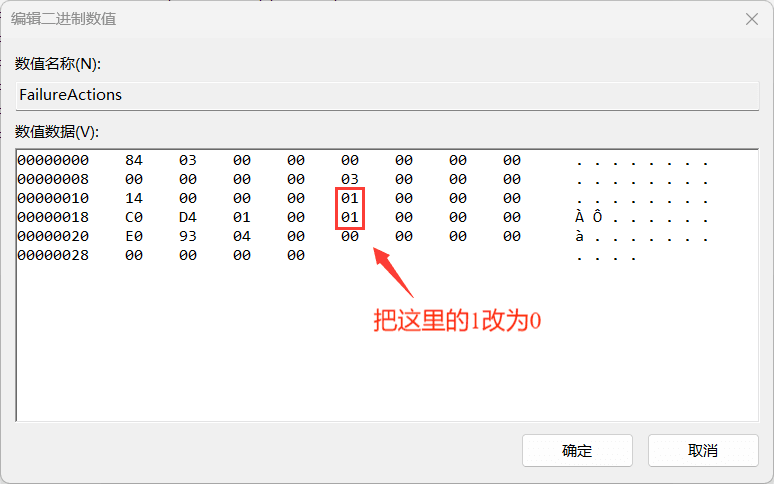 编辑二进制数值
数值名称(N):
FailureActions
数值数据(V):
00000000 84 03 00 00 00 00 00 00 . . . . . . . .
00000008 00 00 00 00 03 00 00 00 . . . . . . . .
00000010 14 00 00 00 01 00 00 00 . . . . . . . .
00000018 C0 D4 01 00 01 00 00 00 À Ô . . . . . .
00000020 E0 93 04 00 00 00 00 00 à . . . . . . .
00000028 00 00 00 00 . . . .
把这里的1改为0
确定 取消